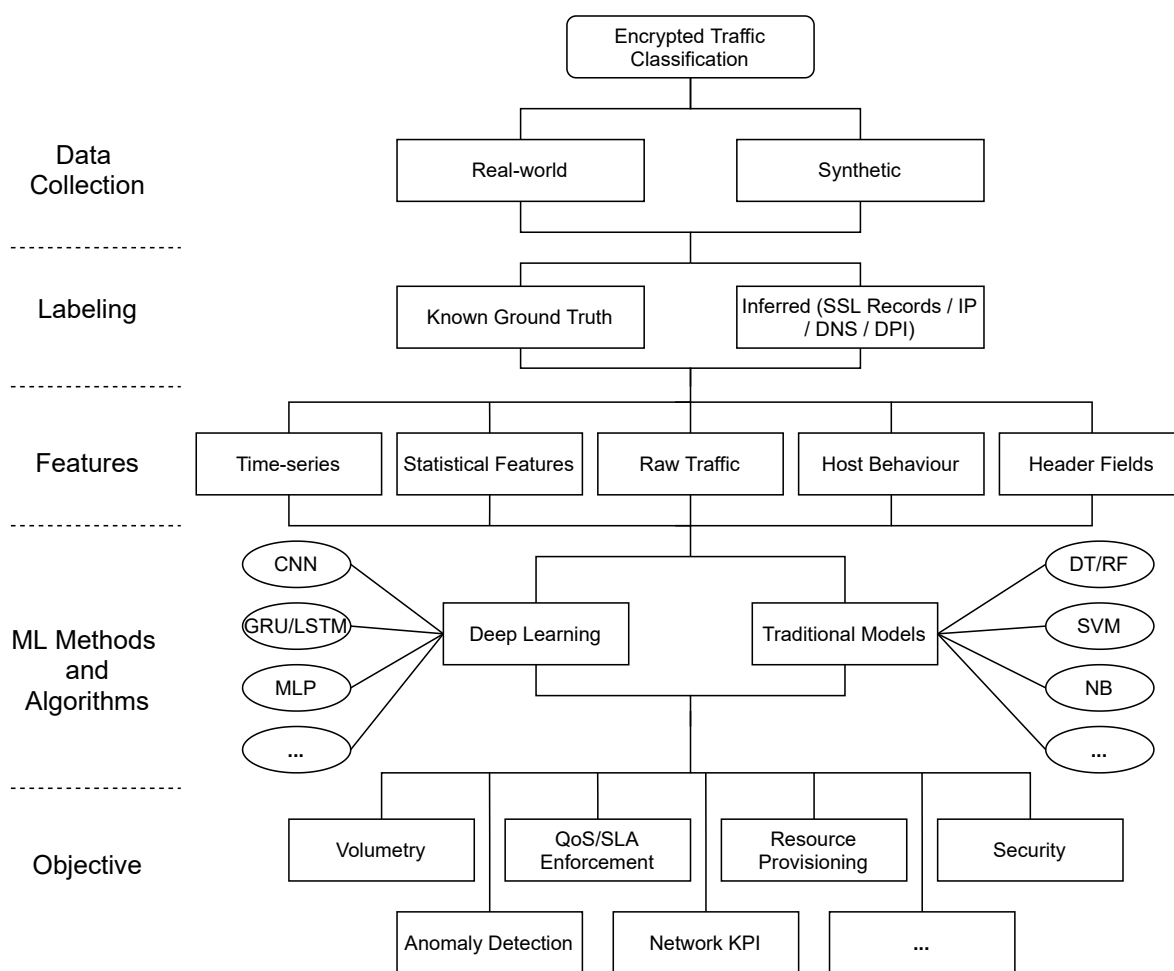 Encrypted Traffic
Classification
Data
Collection
Real-world
Synthetic
Labeling
Known Ground Truth
Inferred (SSL Records / IP
/ DNS / DPI)
Features
Time-series
Statistical Features
Raw Traffic
Host Behaviour
Header Fields
ML Methods
and
Algorithms
CNN
GRU/LSTM
MLP
...
Deep Learning
Traditional Models
DT/RF
SVM
NB
...
Objective
Volumetry
QoS/SLA
Enforcement
Resource
Provisioning
Security
Anomaly Detection
Network KPI
...